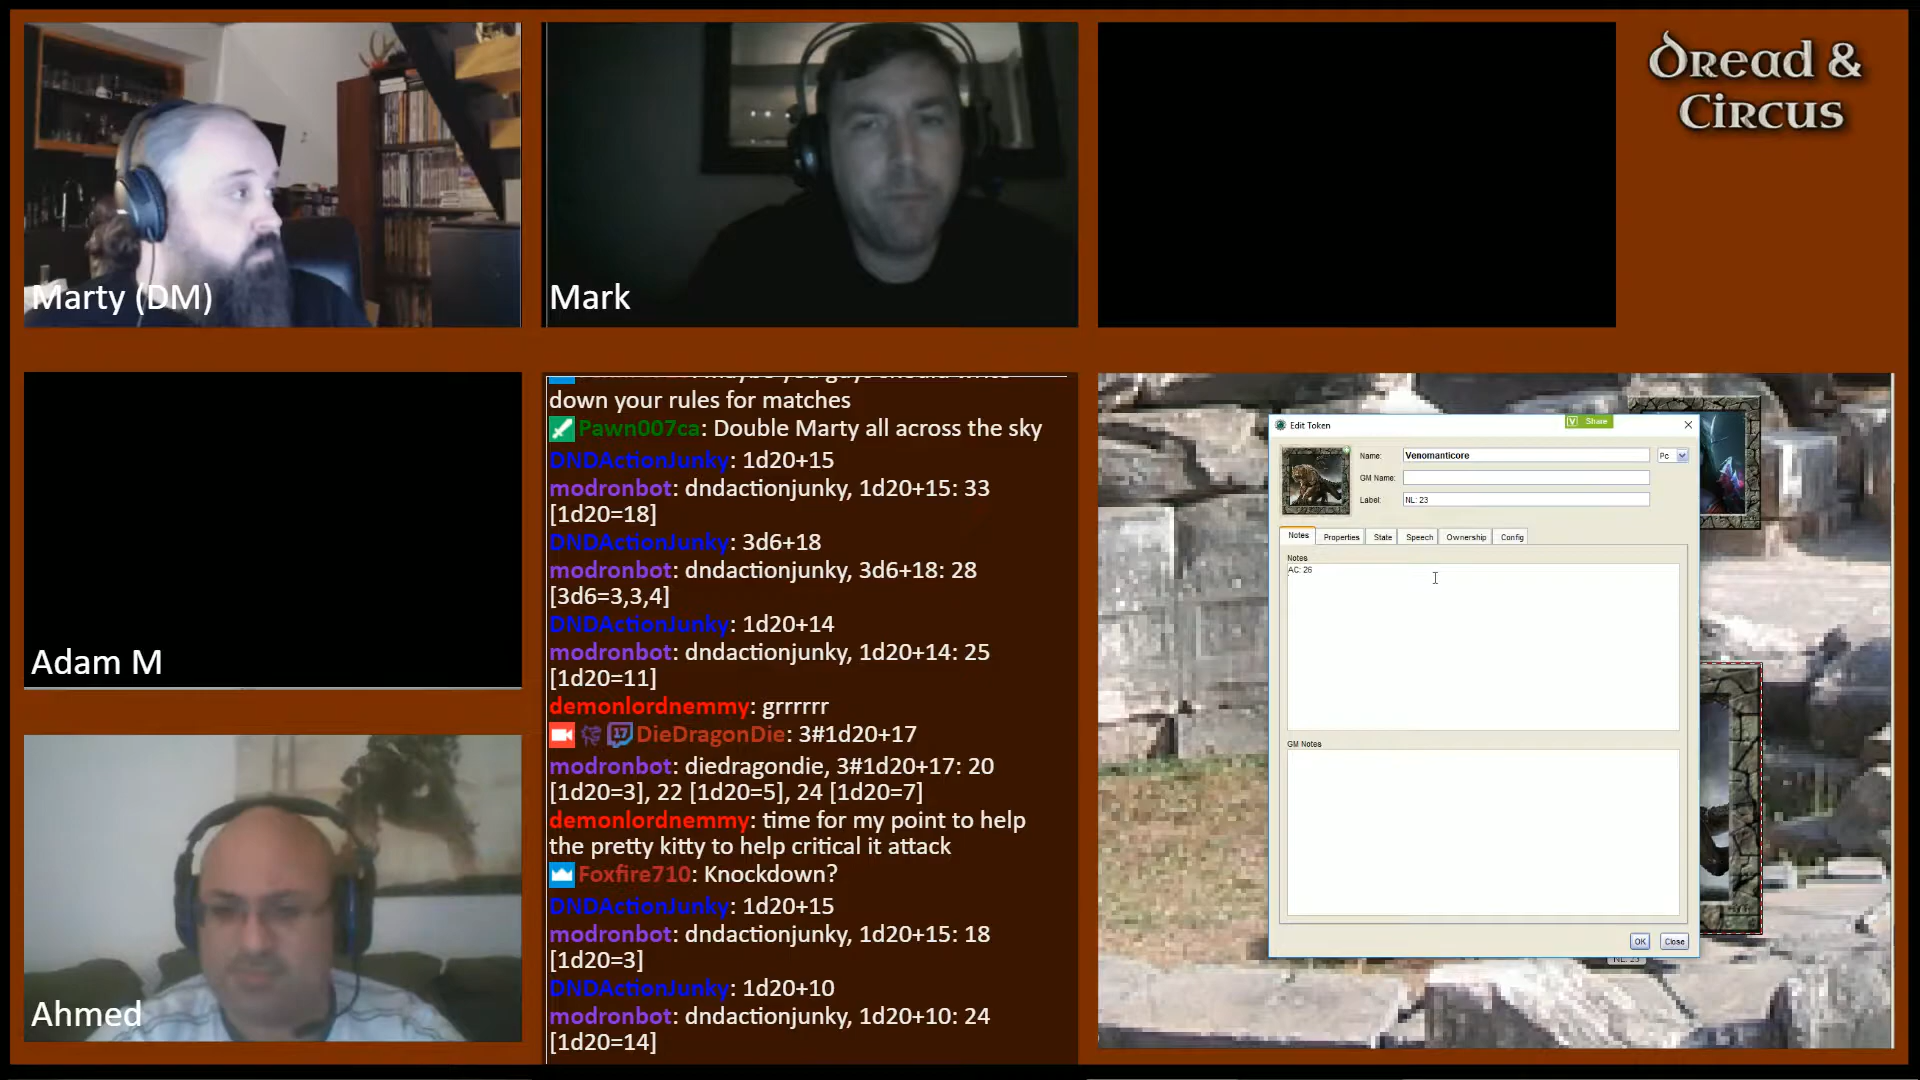 Dread &
Circus
Marty (DM)
Mark
Adam M
Ahmed
down your rules for matches
Pawn007ca: Double Marty all across the sky
DNDActionJunky: 1d20+15
modronbot: dndactionjunky, 1d20+15: 33
[1d20=18]
DNDActionJunky: 3d6+18
modronbot: dndactionjunky, 3d6+18: 28
[3d6=3,3,4]
DNDActionJunky: 1d20+14
modronbot: dndactionjunky, 1d20+14: 25
[1d20=11]
demonlordnemmy: grrrrrr
17 DieDragonDie: 3#1d20+17
modronbot: diedragondie, 3#1d20+17: 20
[1d20=3], 22 [1d20=5], 24 [1d20=7]
demonlordnemmy: time for my point to help
the pretty kitty to help critical it attack
Foxfire710: Knockdown?
DNDActionJunky: 1d20+15
modronbot: dndactionjunky, 1d20+15: 18
[1d20=3]
DNDActionJunky: 1d20+10
modronbot: dndactionjunky, 1d20+10: 24
[1d20=14]
Edit Token
V Share
Name: Venomanticore Pc
GM Name:
Label: NL: 23
Notes Properties State Speech Ownership Config
Notes
AC: 26
GM Notes
OK Close
NL: 23